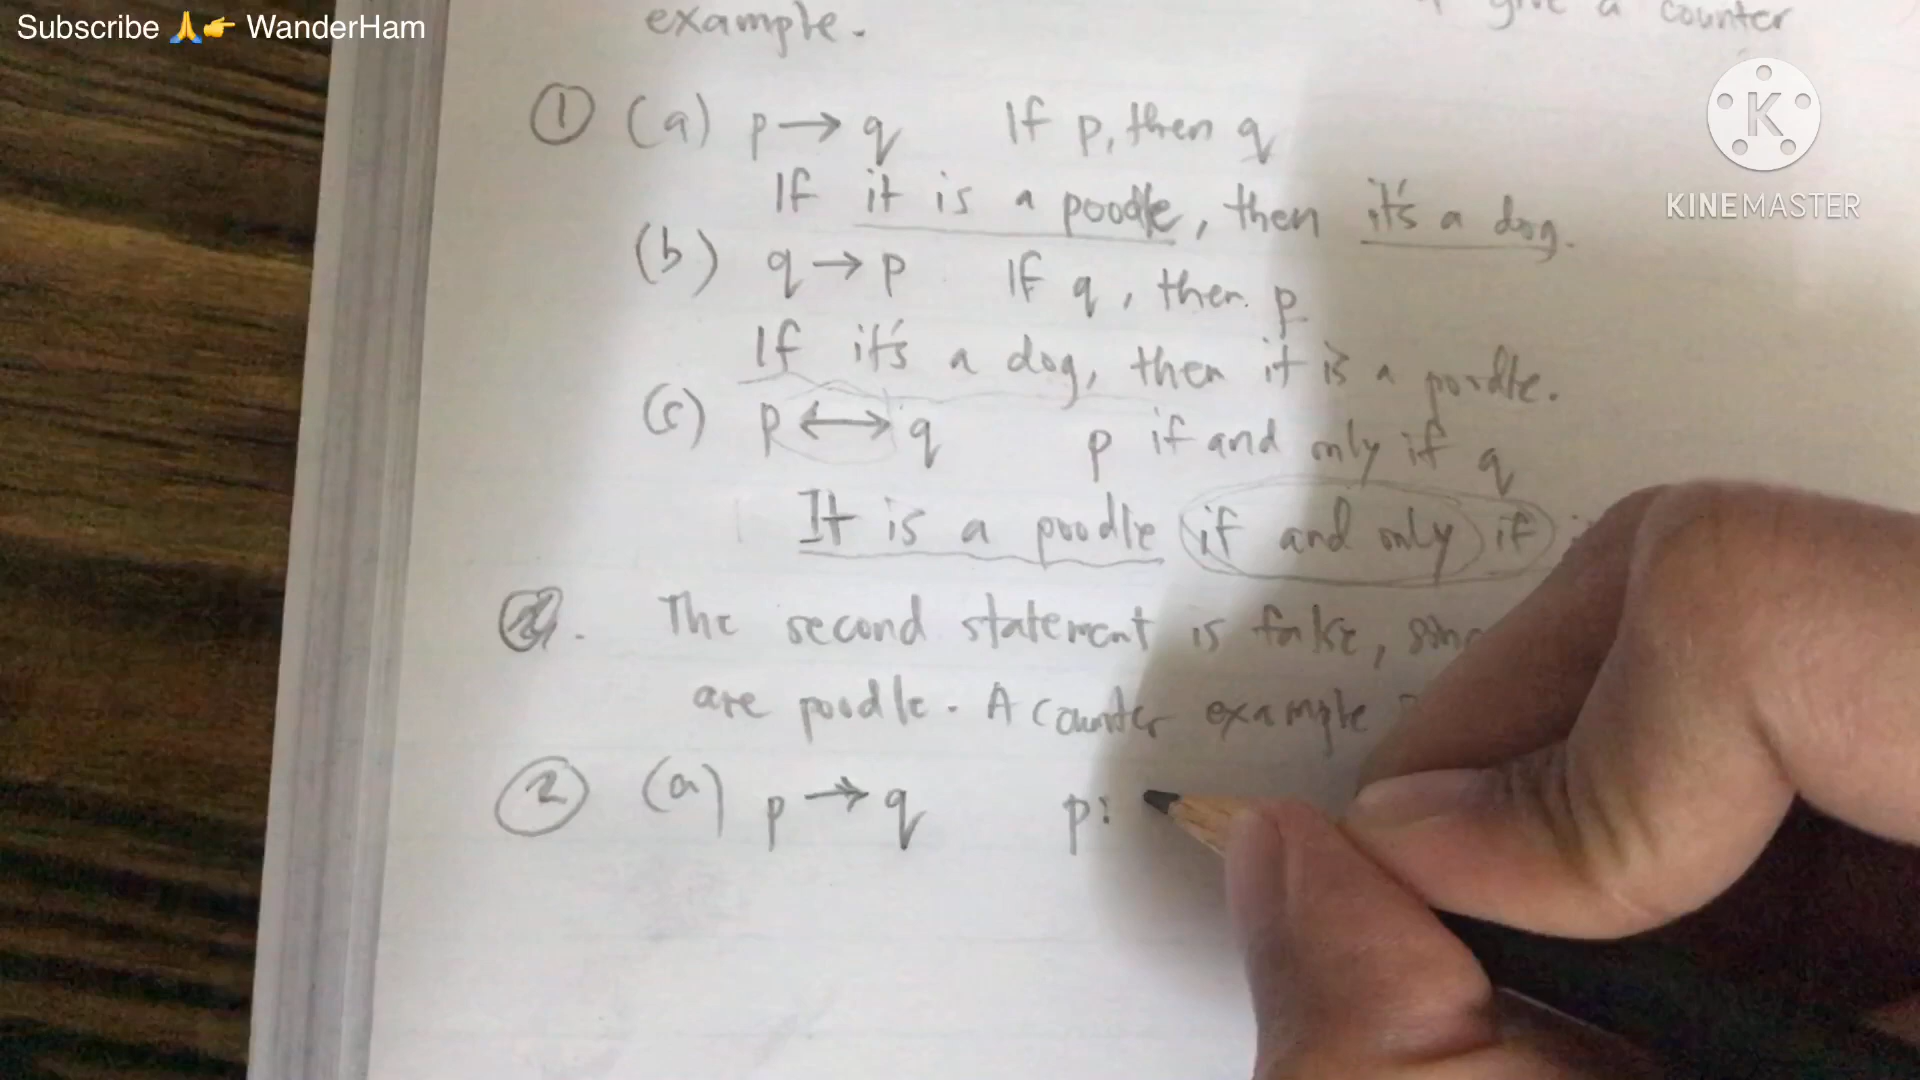 Subscribe 🙏👉 WanderHam
give a counter
example.
① (a) p → q If p, then q
If it is a poodle, then it's a dog.
(b) q → p If q, then p
If it's a dog, then it is a poodle.
(c) p ↔ q p if and only if q
It is a poodle if and only if
The second statement is false,
are poodle. A counter example
② (a) p → q p:
K
KINEMASTER